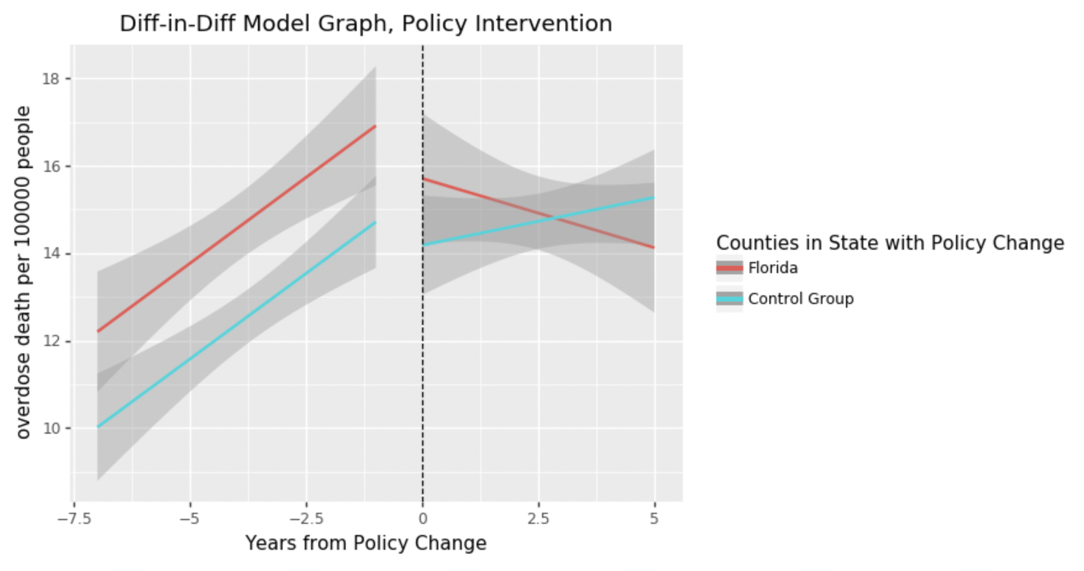 Diff-in-Diff Model Graph, Policy Intervention
overdose death per 100000 people
18
16
14
12
10
−7.5
−5
−2.5
0
2.5
5
Years from Policy Change
Counties in State with Policy Change
Florida
Control Group